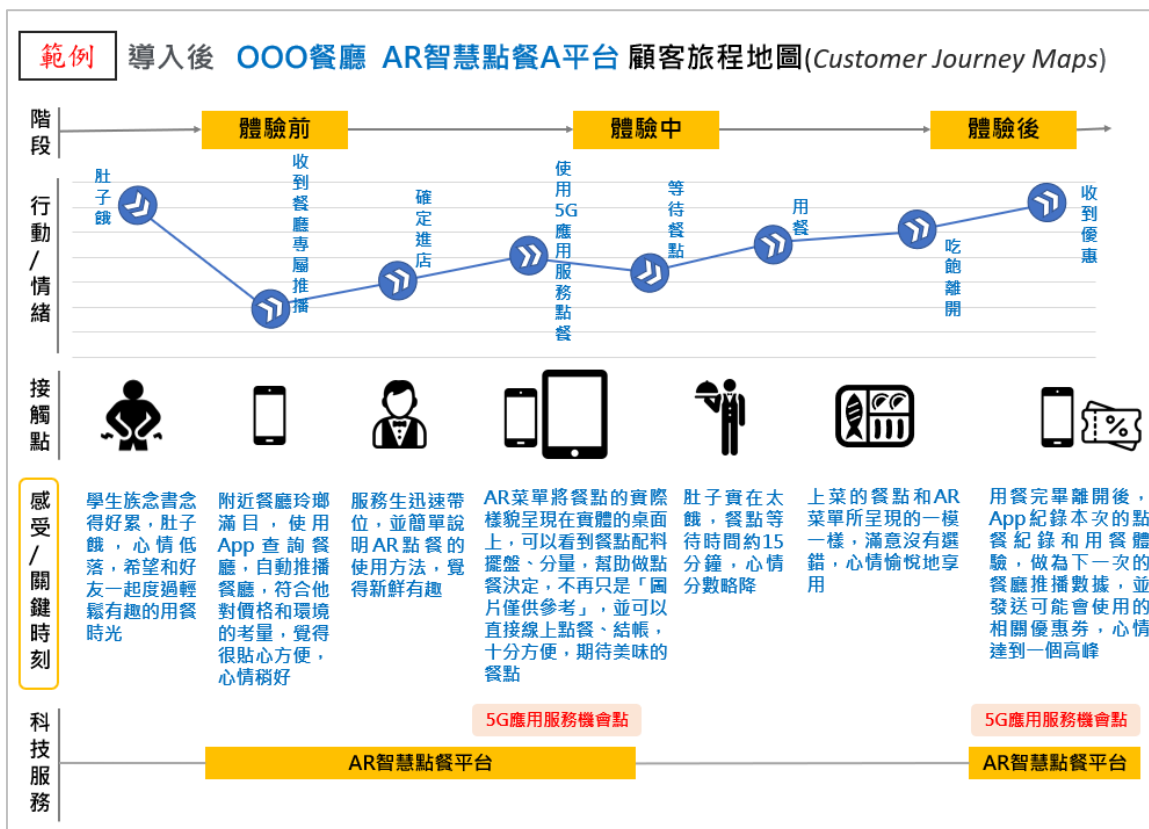 範例 導入後 OOO餐廳 AR智慧點餐A平台 顧客旅程地圖(Customer Journey Maps)
階段
體驗前
體驗中
體驗後
行動/情緒
肚子餓
收到餐廳專屬推播
確定進店
使用5G應用服務點餐
等待餐點
用餐
吃飽離開
收到優惠
接觸點
%
感受/關鍵時刻
學生族念書念
得好累，肚子
餓，心情低
落，希望和好
友一起度過輕
鬆有趣的用餐
時光
附近餐廳玲瑯
滿目，使用
App查詢餐
廳，自動推播
餐廳，符合他
對價格和環境
的考量，覺得
很貼心方便，
心情稍好
服務生迅速帶
位，並簡單說
明AR點餐的
使用方法，覺
得新鮮有趣
AR菜單將餐點的實際
樣貌呈現在實體的桌面
上，可以看到餐點配料
擺盤、分量，幫助做點
餐決定，不再只是「圖
片僅供參考」，並可以
直接線上點餐、結帳，
十分方便，期待美味的
餐點
肚子實在太
餓，餐點等
待時間約15
分鐘，心情
分數略降
上菜的餐點和AR
菜單所呈現的一模
一樣，滿意沒有選
錯，心情愉悅地享
用
用餐完畢離開後，
App紀錄本次的點
餐紀錄和用餐體
驗，做為下一次的
餐廳推播數據，並
發送可能會使用的
相關優惠券，心情
達到一個高峰
科技服務
5G應用服務機會點
5G應用服務機會點
AR智慧點餐平台
AR智慧點餐平台